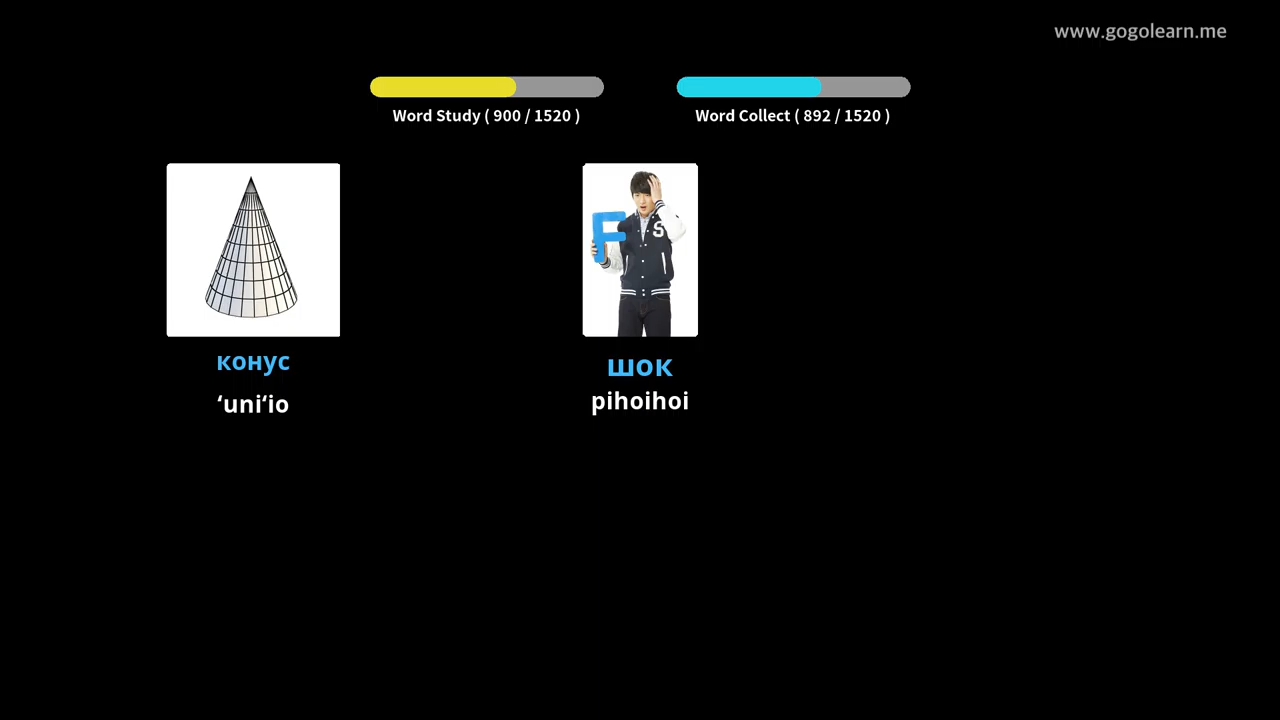 www.gogolearn.me
Word Study ( 900 / 1520 )
Word Collect ( 892 / 1520 )
F
S
конус
ʻuniʻio
шок
pihoihoi